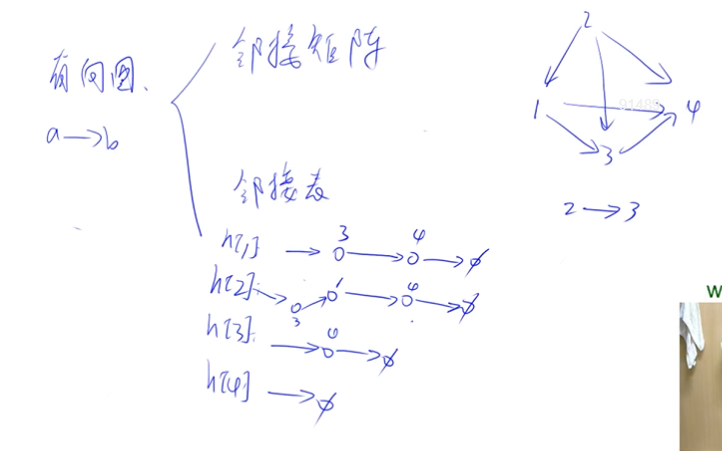 有向图、
a→b
邻接矩阵
邻接表
h[1] → 3 → 4 → ∅
h[2] → 3 → 1 → 4 → ∅
h[3] → 4 → ∅
h[4] → ∅
2
1
4
3
2 → 3